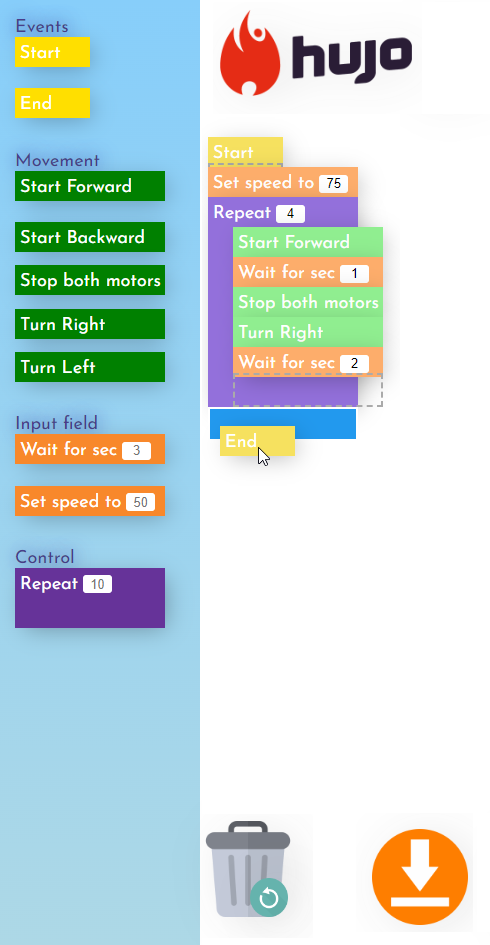 Events
Start
End
Movement
Start Forward
Start Backward
Stop both motors
Turn Right
Turn Left
Input field
Wait for sec 3
Set speed to 50
Control
Repeat 10
hujo
Start
Set speed to 75
Repeat 4
Start Forward
Wait for sec 1
Stop both motors
Turn Right
Wait for sec 2
End